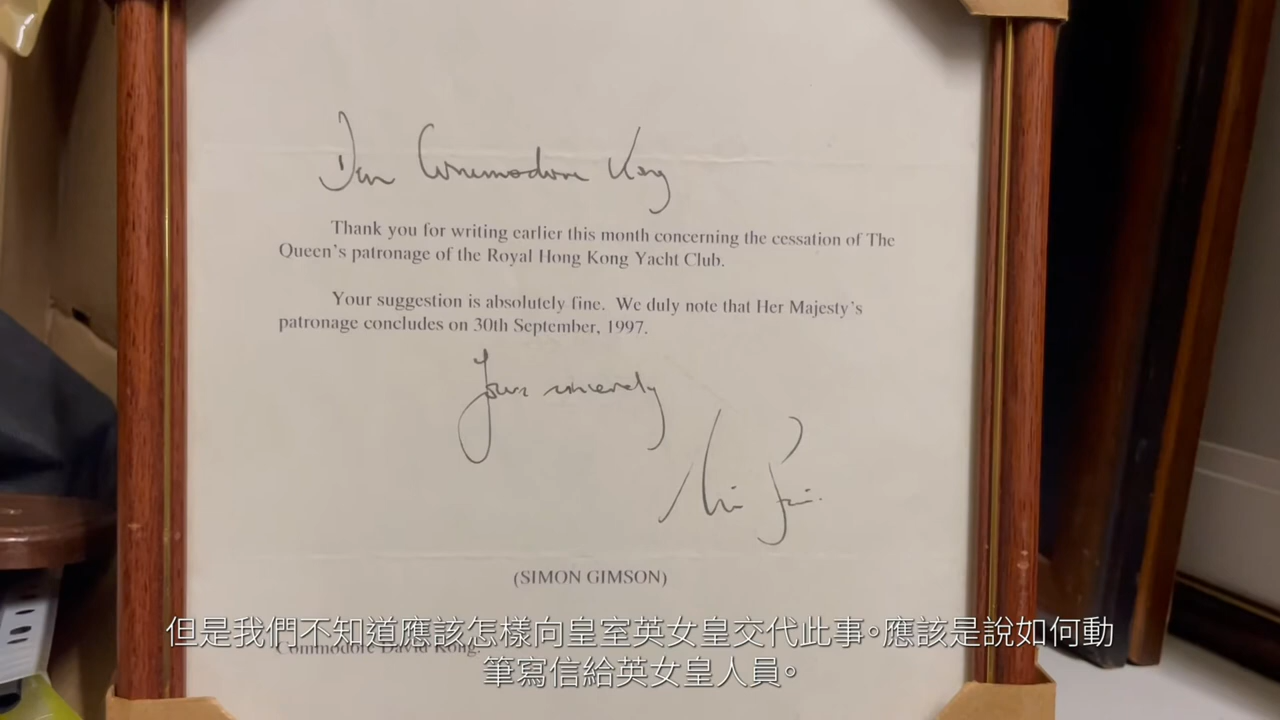 Dear Commodore Kong
Thank you for writing earlier this month concerning the cessation of The
Queen's patronage of the Royal Hong Kong Yacht Club.
Your suggestion is absolutely fine. We duly note that Her Majesty's
patronage concludes on 30th September, 1997.
Yours sincerely
(SIMON GIMSON)
Commodore David Kong.
但是我們不知道應該怎樣向皇室英女皇交代此事。應該是說如何動
筆寫信給英女皇人員。